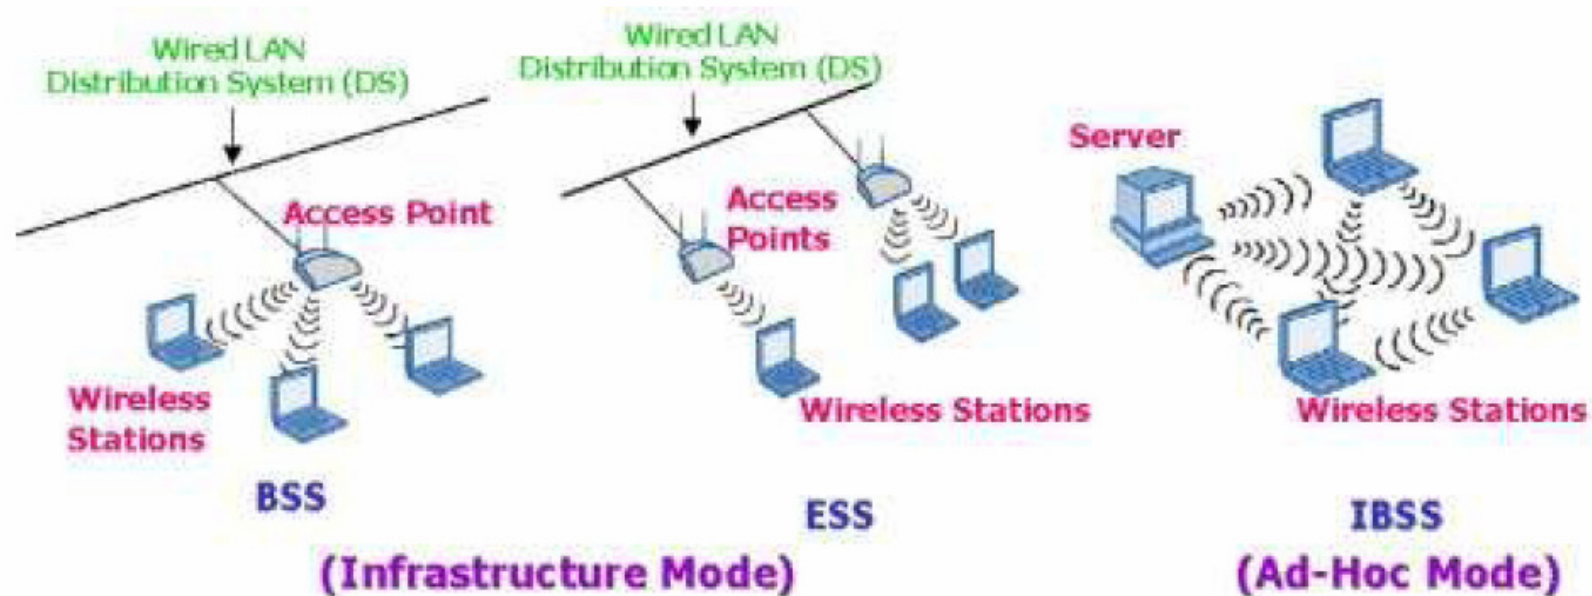 Wired LAN
Distribution System (DS)
Access Point
Wireless
Stations
BSS
Wired LAN
Distribution System (DS)
Access
Points
Wireless Stations
ESS
(Infrastructure Mode)
Server
Wireless Stations
IBSS
(Ad-Hoc Mode)